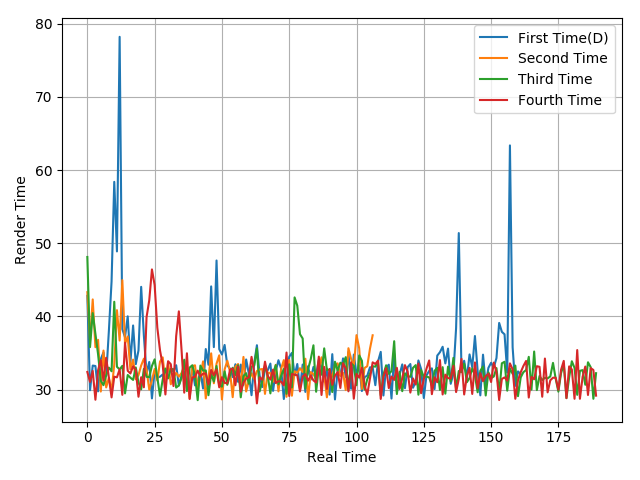 80
70
60
50
40
30
Render Time
0 25 50 75 100 125 150 175
Real Time
First Time(D)
Second Time
Third Time
Fourth Time